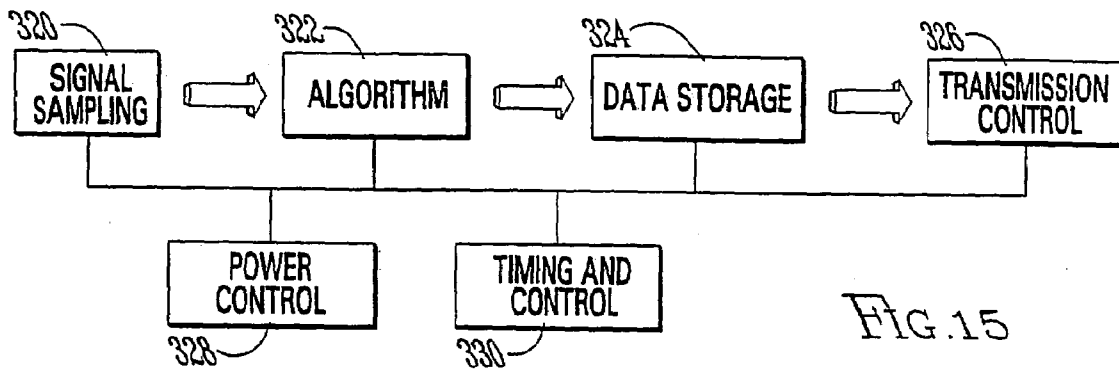 320
322
324
326
SIGNAL
SAMPLING
ALGORITHM
DATA STORAGE
TRANSMISSION
CONTROL
POWER
CONTROL
TIMING AND
CONTROL
328
330
FIG.15